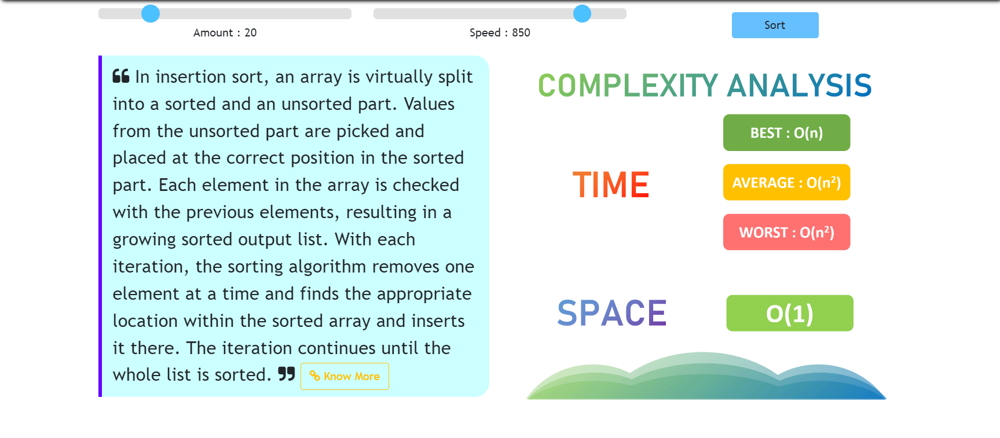 Amount : 20
Speed : 850
Sort
“ In insertion sort, an array is virtually split
into a sorted and an unsorted part. Values
from the unsorted part are picked and
placed at the correct position in the sorted
part. Each element in the array is checked
with the previous elements, resulting in a
growing sorted output list. With each
iteration, the sorting algorithm removes one
element at a time and finds the appropriate
location within the sorted array and inserts
it there. The iteration continues until the
whole list is sorted. ” Know More
COMPLEXITY ANALYSIS
TIME
BEST : O(n)
AVERAGE : O(n²)
WORST : O(n²)
SPACE
O(1)